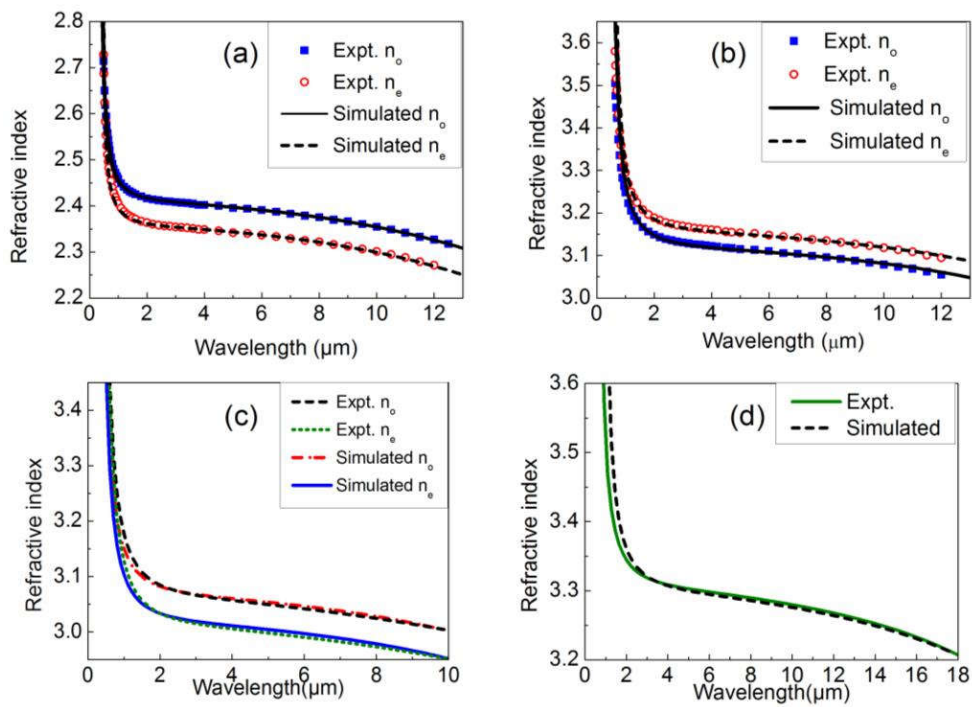 (a)
Expt. nₒ
Expt. nₑ
Simulated nₒ
Simulated nₑ
Refractive index
2.8
2.7
2.6
2.5
2.4
2.3
2.2
0 2 4 6 8 10 12
Wavelength (µm)
(b)
Expt. nₒ
Expt. nₑ
Simulated nₒ
Simulated nₑ
Refractive index
3.6
3.5
3.4
3.3
3.2
3.1
3.0
0 2 4 6 8 10 12
Wavelength (µm)
(c)
Expt. nₒ
Expt. nₑ
Simulated nₒ
Simulated nₑ
Refractive index
3.4
3.3
3.2
3.1
3.0
0 2 4 6 8 10
Wavelength(µm)
(d)
Expt.
Simulated
Refractive index
3.6
3.5
3.4
3.3
3.2
0 2 4 6 8 10 12 14 16 18
Wavelength(µm)